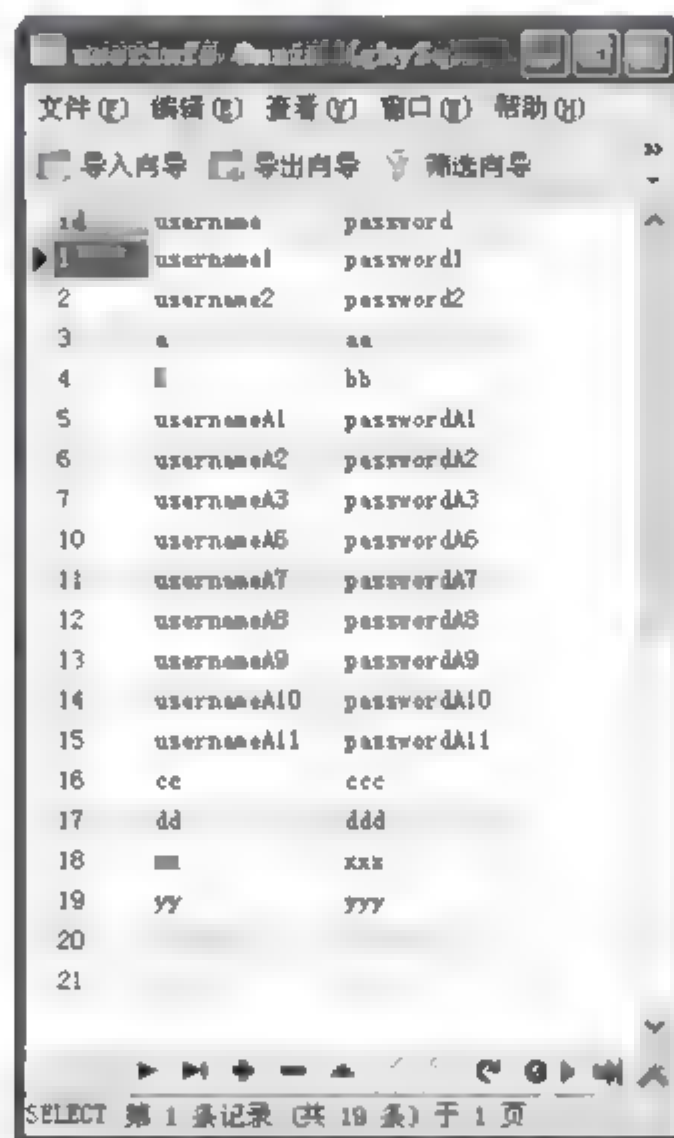 文件(F) 编辑(E) 查看(V) 窗口(W) 帮助(H)
导入向导 导出向导 筛选向导
id username password
1 username1 password1
2 username2 password2
3 a aa
4 bb
5 usernameA1 passwordA1
6 usernameA2 passwordA2
7 usernameA3 passwordA3
10 usernameA6 passwordA6
11 usernameA7 passwordA7
12 usernameA8 passwordA8
13 usernameA9 passwordA9
14 usernameA10 passwordA10
15 usernameA11 passwordA11
16 cc ccc
17 dd ddd
18 xxx
19 yy yyy
20
21
SELECT 第 1 条记录 (共 19 条) 于 1 页